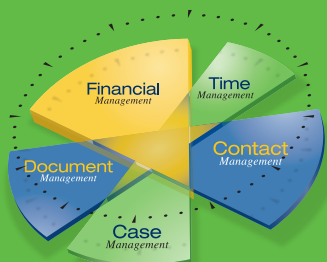 Financial
Management
Time
Management
Contact
Management
Document
Management
Case
Management